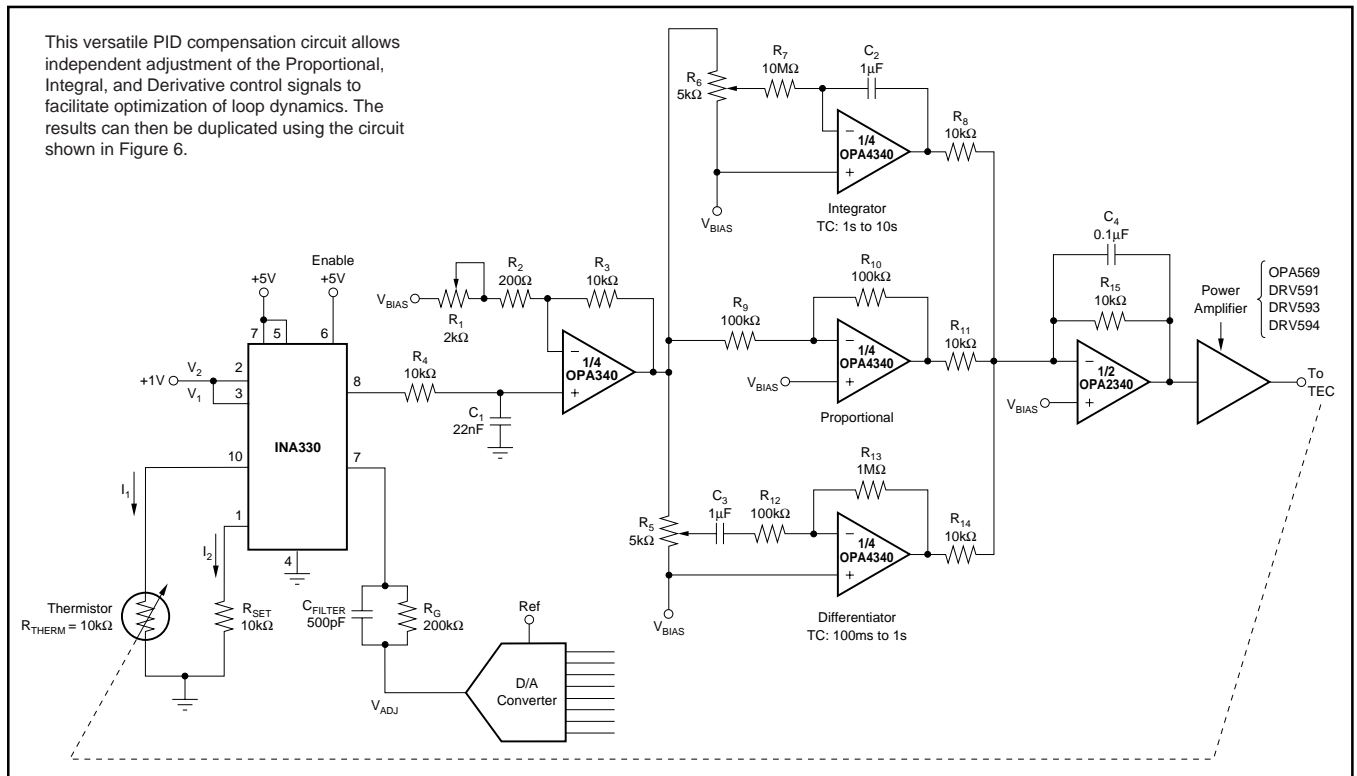 This versatile PID compensation circuit allows
independent adjustment of the Proportional,
Integral, and Derivative control signals to
facilitate optimization of loop dynamics. The
results can then be duplicated using the circuit
shown in Figure 6.
R6
5kΩ
R7
10MΩ
C2
1µF
1/4
OPA4340
−
+
R8
10kΩ
VBIAS
Integrator
TC: 1s to 10s
+5V
Enable
+5V
7
5
6
VBIAS
R1
2kΩ
R2
200Ω
R3
10kΩ
−
1/4
OPA340
+
R4
10kΩ
C1
22nF
+1V
V2
V1
2
3
8
INA330
10
7
1
4
I1
I2
R9
100kΩ
R10
100kΩ
−
1/4
OPA4340
+
VBIAS
R11
10kΩ
Proportional
C4
0.1µF
R15
10kΩ
−
1/2
OPA2340
+
VBIAS
Power
Amplifier
OPA569
DRV591
DRV593
DRV594
To
TEC
R5
5kΩ
C3
1µF
R12
100kΩ
R13
1MΩ
−
1/4
OPA4340
+
R14
10kΩ
VBIAS
Differentiator
TC: 100ms to 1s
Thermistor
RTHERM = 10kΩ
RSET
10kΩ
CFILTER
500pF
RG
200kΩ
Ref
D/A
Converter
VADJ